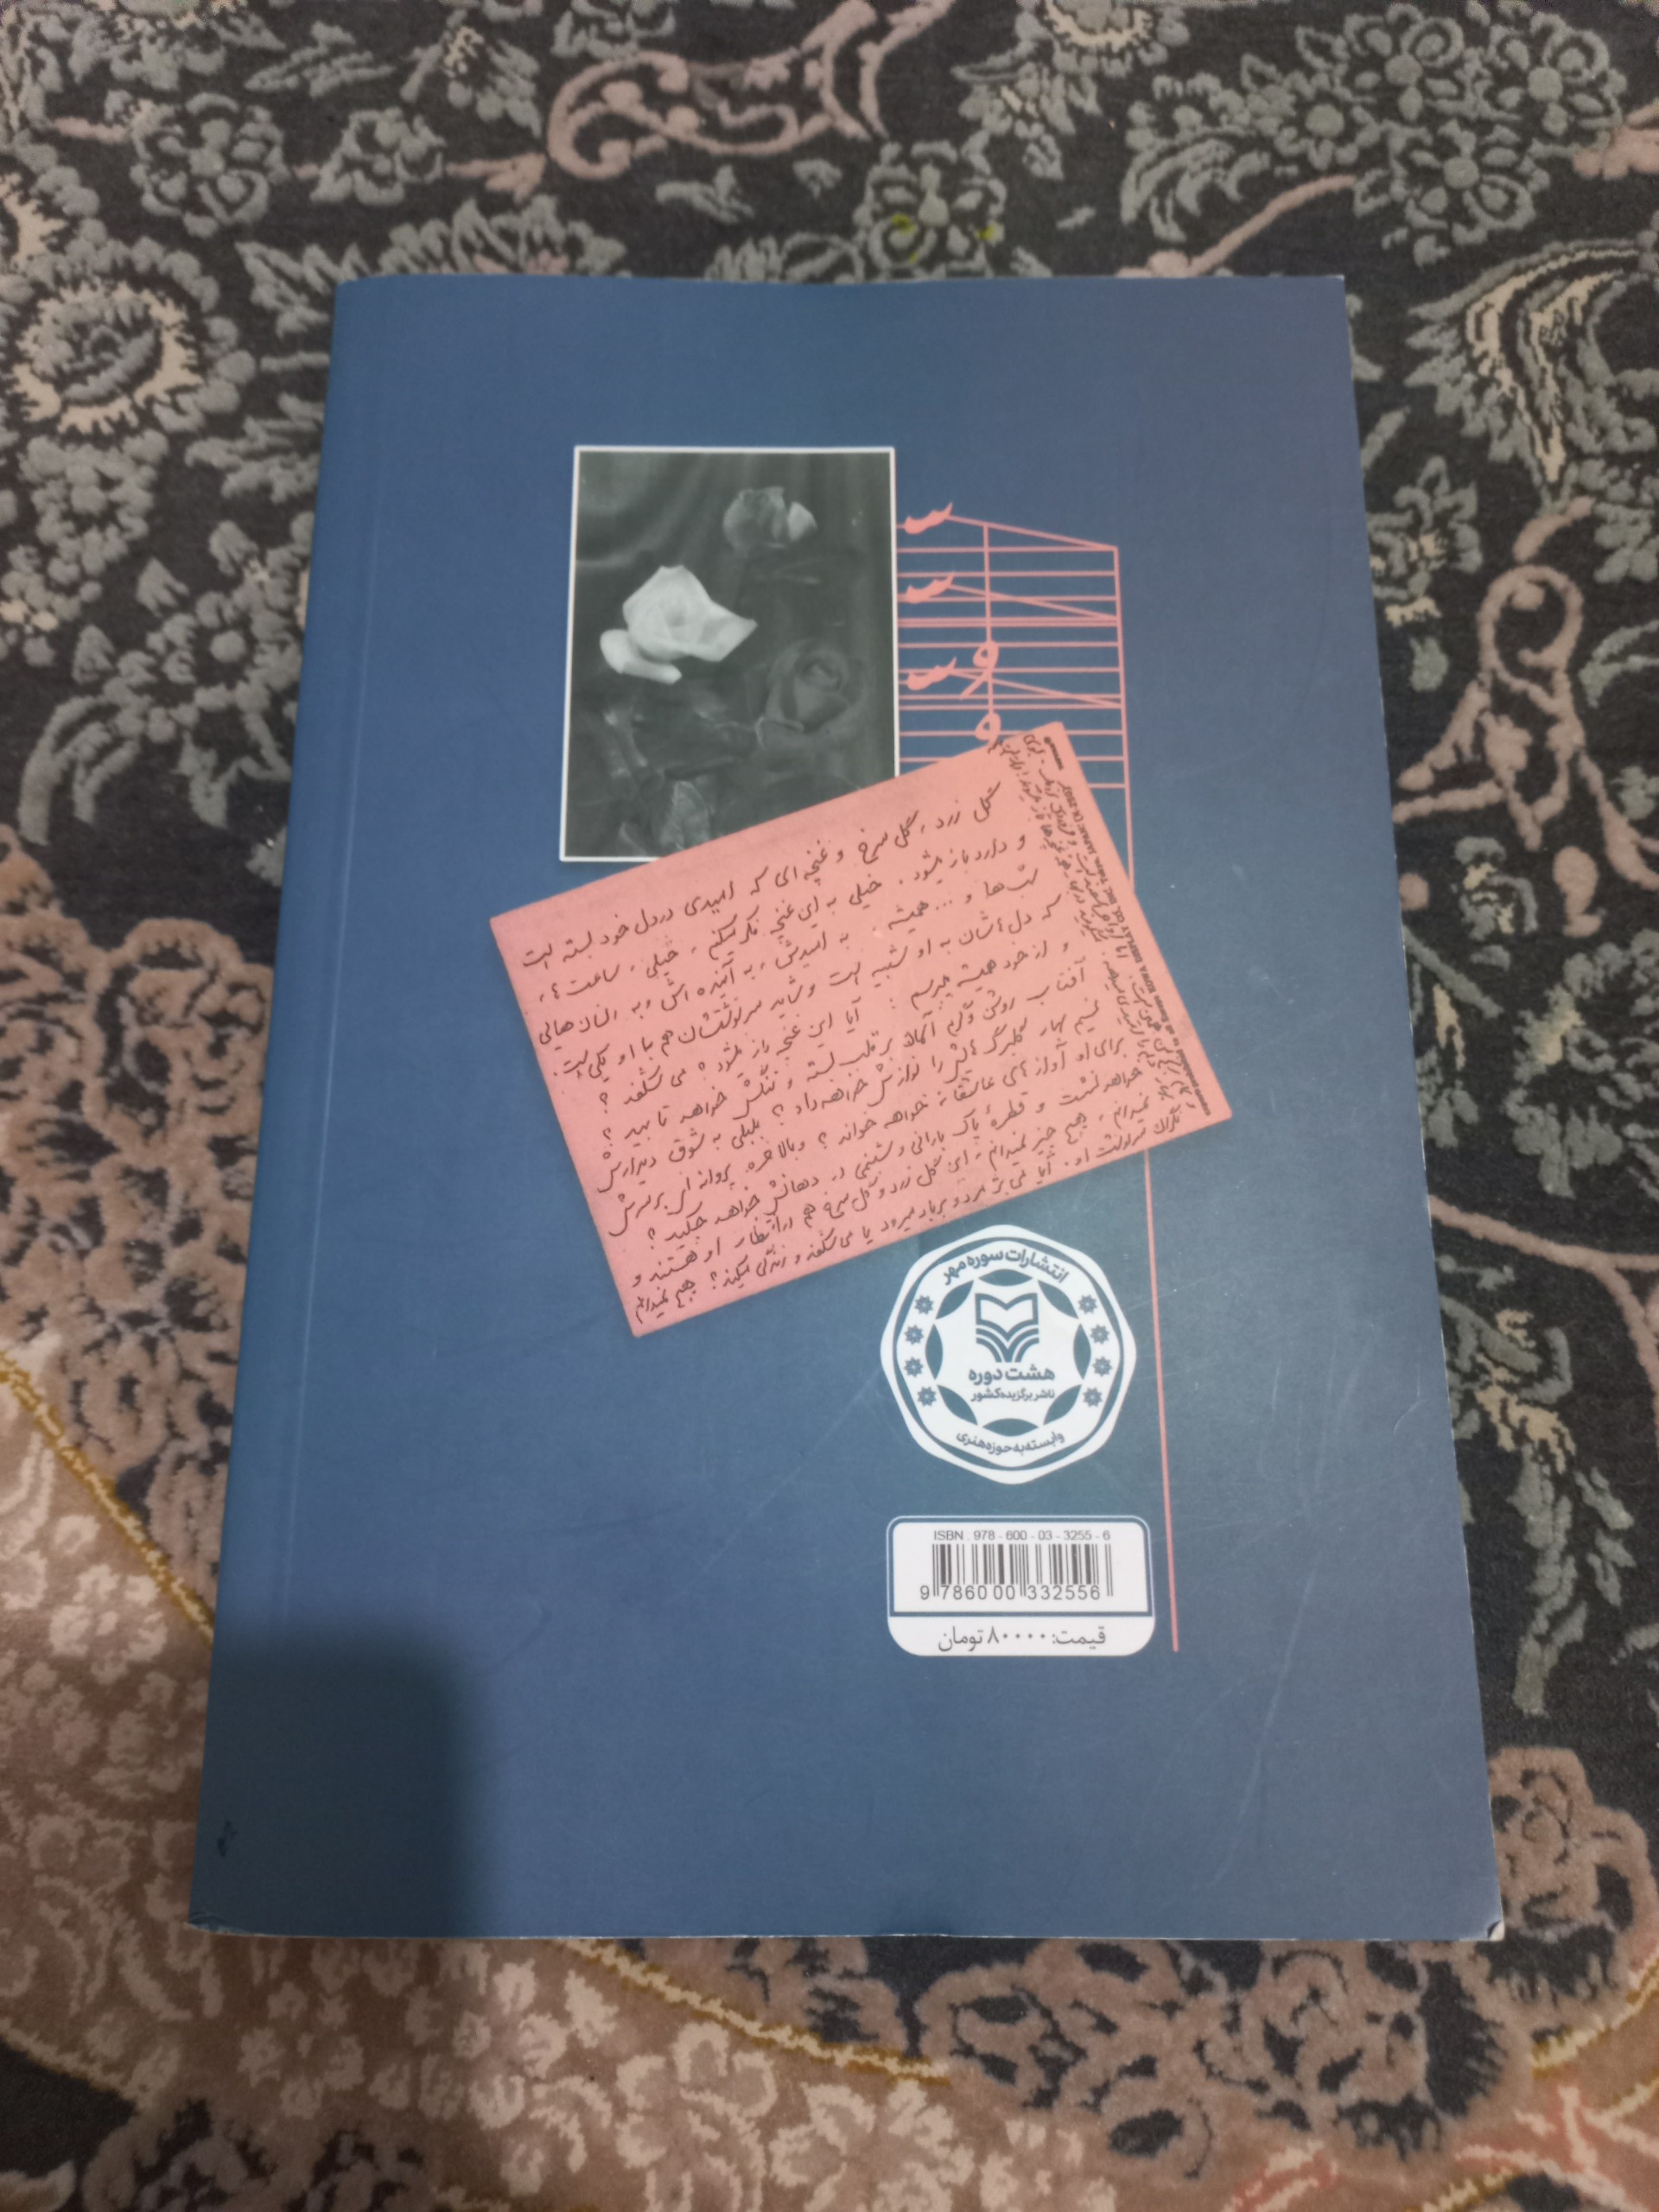 س
س
س
و
و
گل زرد، گل سرخ و غنچه ای که امیدی در دل خود بسته است
و دارد باز میشود. خیلی به این غنچه فکر میکنم، خیلی، ساعت ها،
شب ها و ... همیشه، به امیدش، به آینده اش و به انسان هایی
که دل هاشان به او شبیه است و شاید سرنوشتشان هم با او یکی است.
و از خود همیشه میپرسم: آیا این غنچه باز میشود؟ می شکفد؟
آفتاب روشن و گرم آسمان بر قلب بسته و تنگش خواهد تابید؟
نسیم بهار گلبرگ هایش را نوازش خواهد داد؟ بلبلی به شوق دیدارش
برای او آوازهای عاشقانه خواهد خواند؟ و بالاخره پروانه ای بر سرش
خواهد نشست و قطره پاک بارانی و شبنمی در دهانش خواهد چکید؟
نمیدانم، هیچ چیز نمیدانم، این گل زرد و گل سرخ هم در انتظار او هستند و
نگران سرنوشت او. آیا می پژمرد و بر باد میرود یا می شکفد و زندگی میکند؟ هیچ نمیدانم
انتشارات سوره مهر
هشت دوره
ناشر برگزیده کشور
وابسته به حوزه هنری
ISBN : 978 - 600 - 03 - 3255 - 6
9 786000 332556
قیمت: ۸۰۰۰۰ تومان